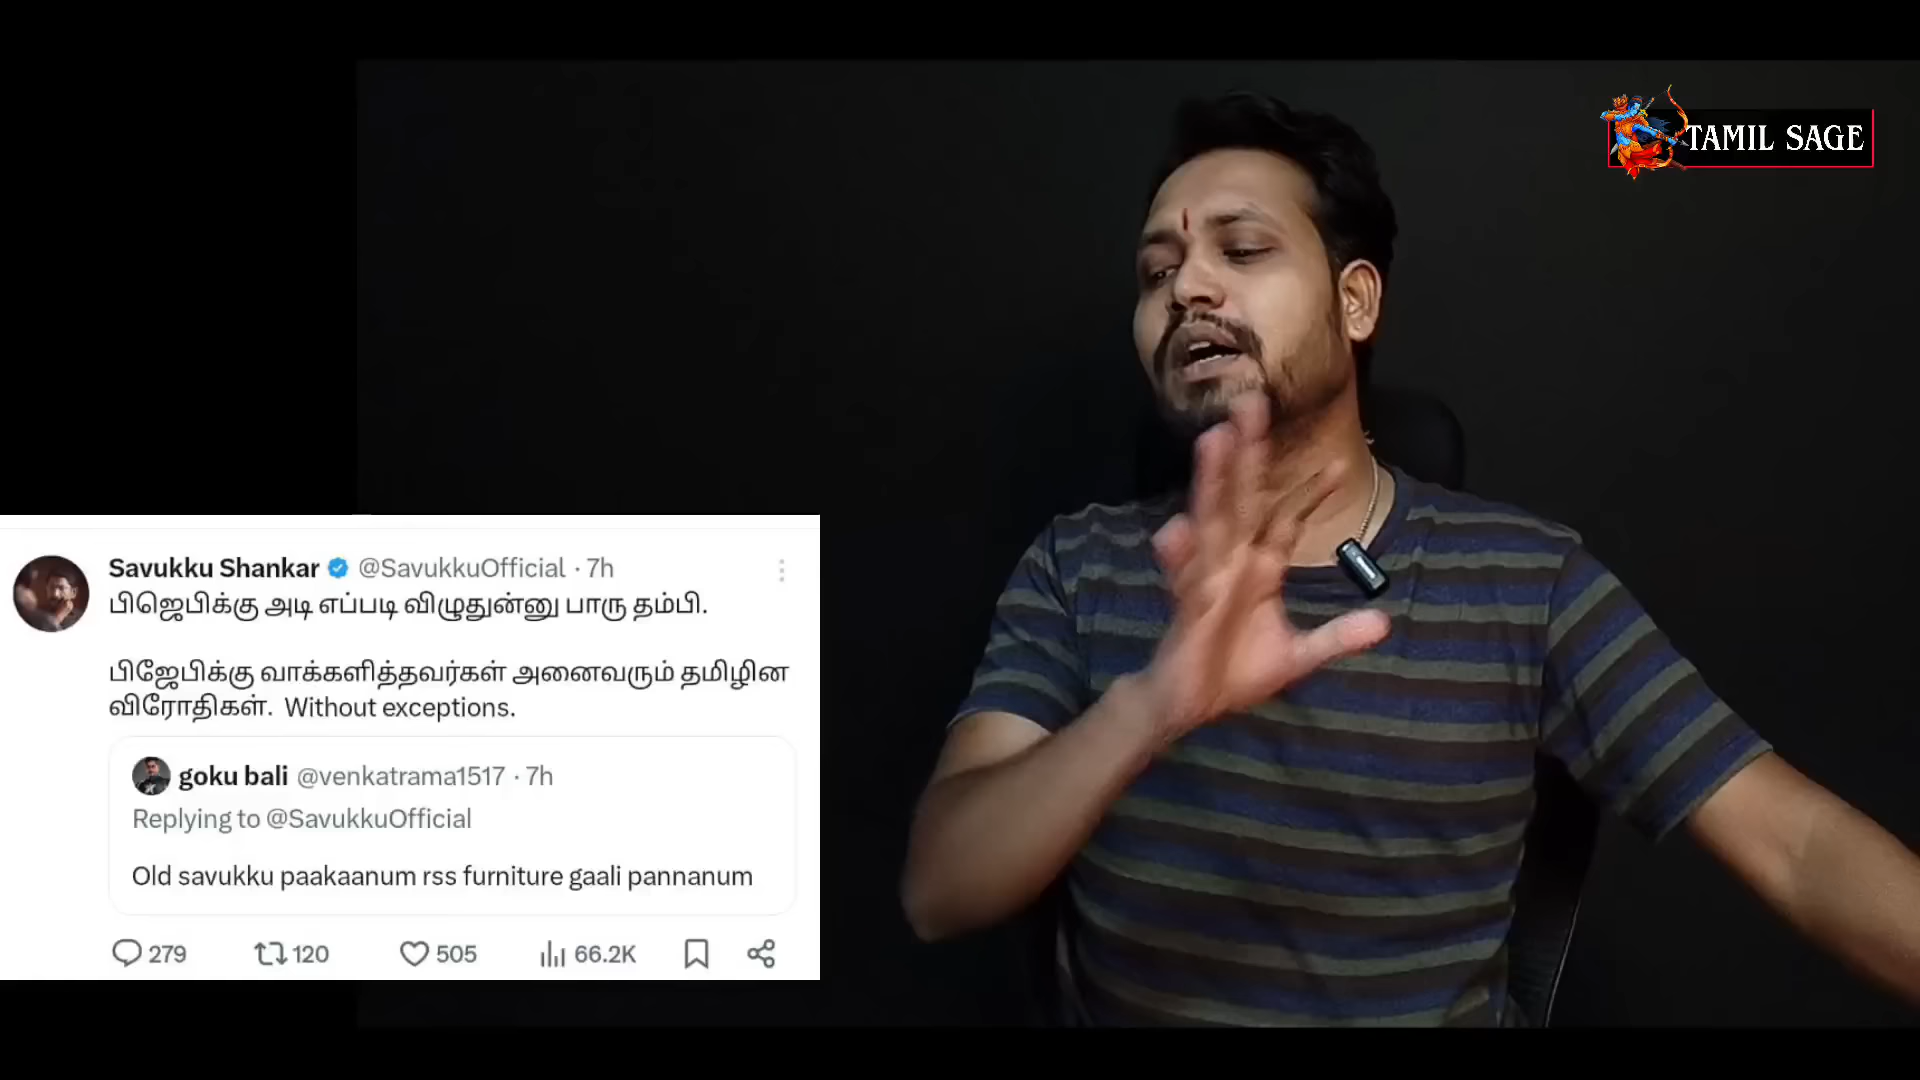 TAMIL SAGE
Savukku Shankar @SavukkuOfficial · 7h
பிஜெபிக்கு அடி எப்படி விழுதுன்னு பாரு தம்பி.
பிஜேபிக்கு வாக்களித்தவர்கள் அனைவரும் தமிழின
விரோதிகள். Without exceptions.
goku bali @venkatrama1517 · 7h
Replying to @SavukkuOfficial
Old savukku paakaanum rss furniture gaali pannanum
279 120 505 66.2K